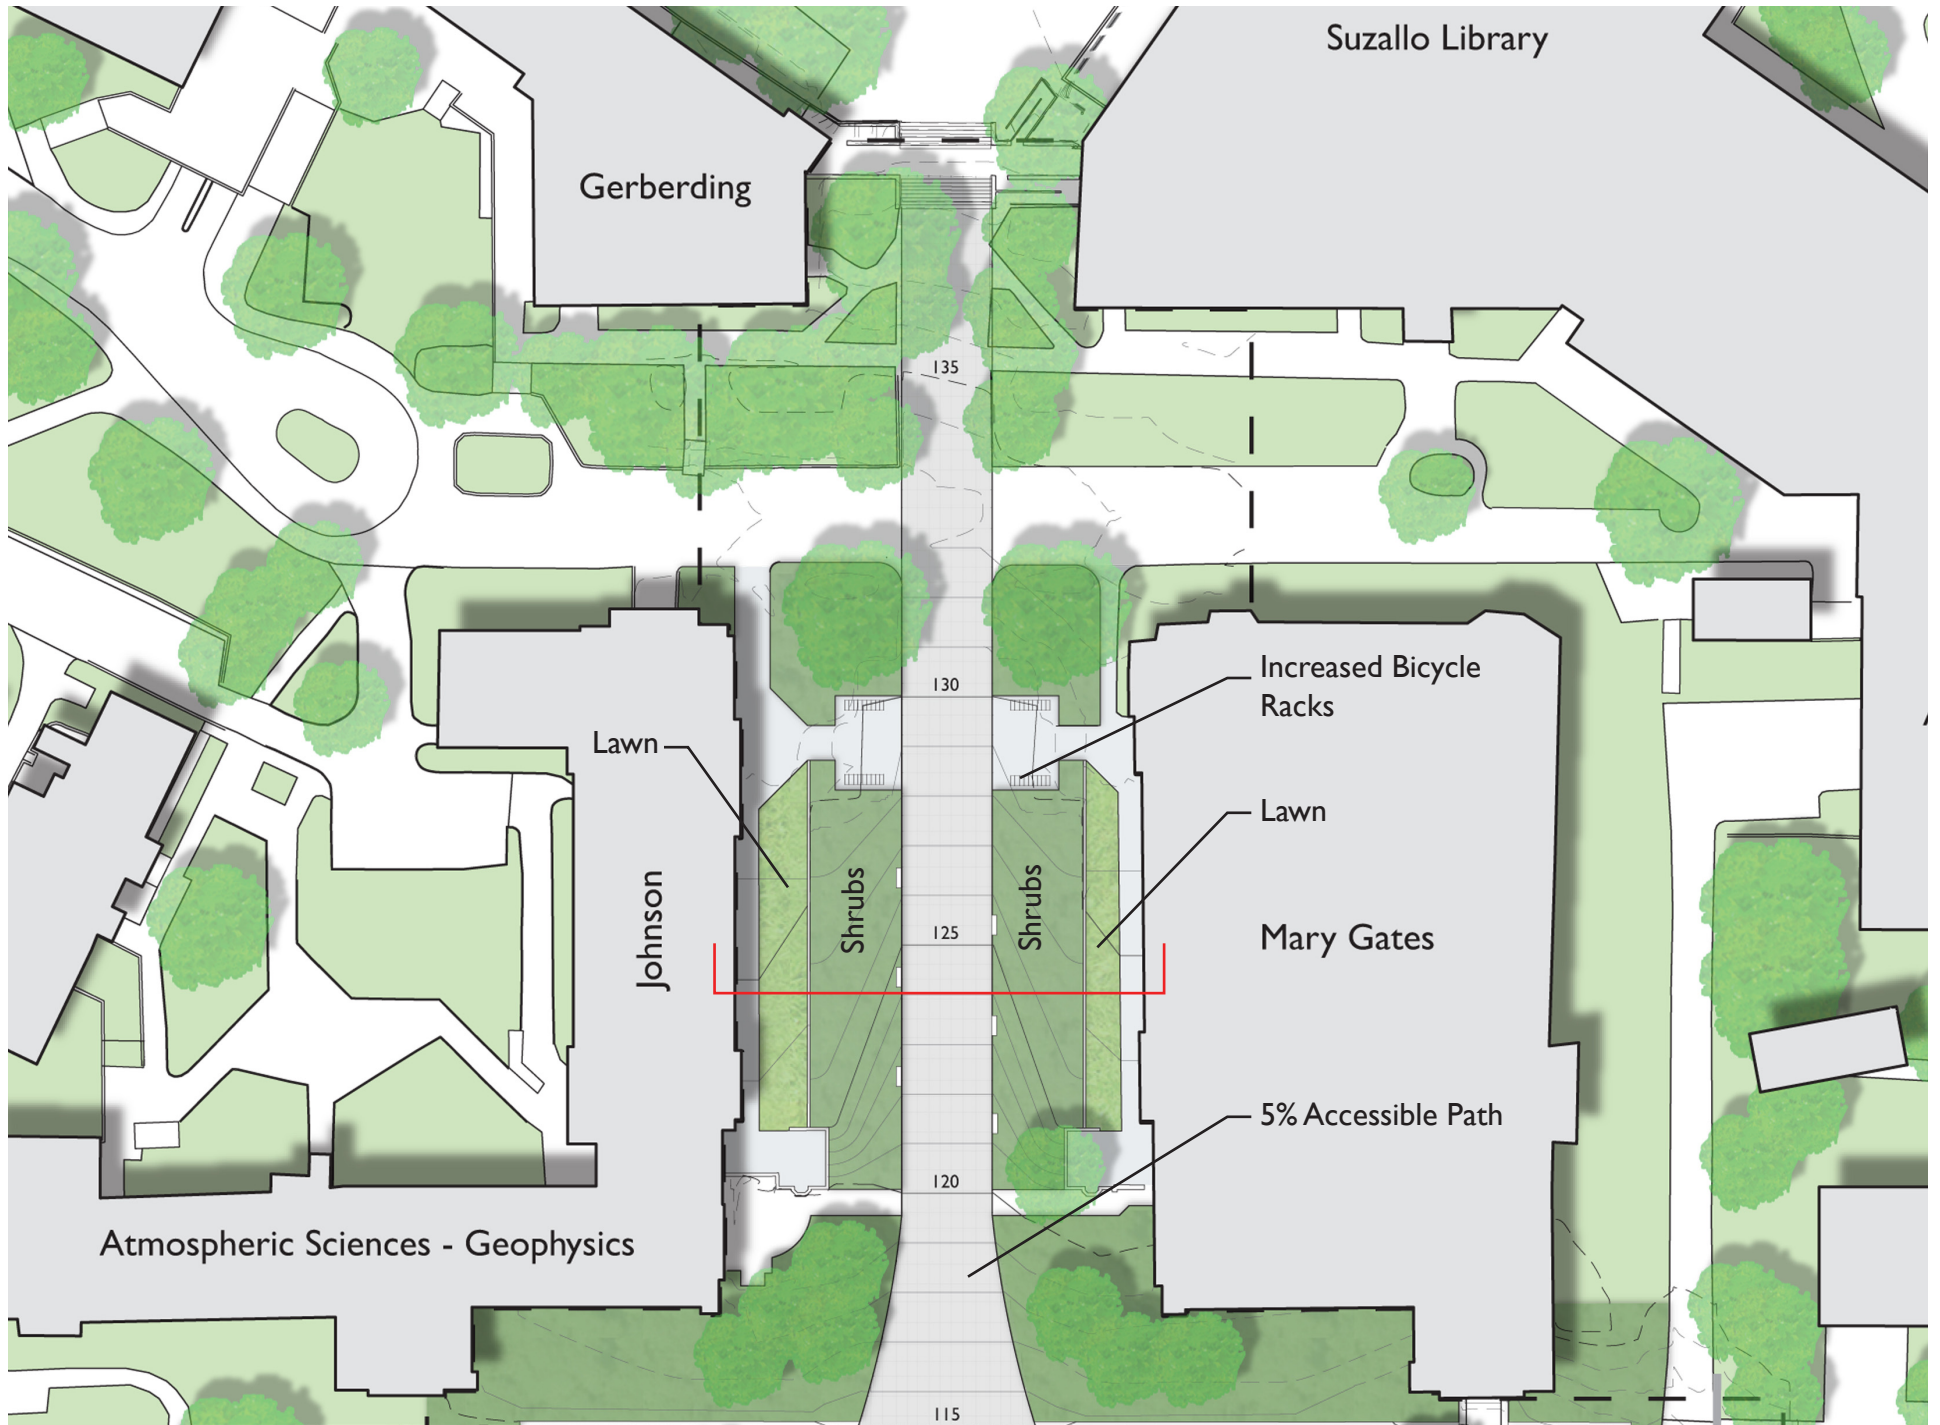 Suzallo Library
Gerberding
135
130
Increased Bicycle
Racks
Lawn
Lawn
Shrubs
Shrubs
Johnson
125
Mary Gates
5% Accessible Path
120
Atmospheric Sciences - Geophysics
115